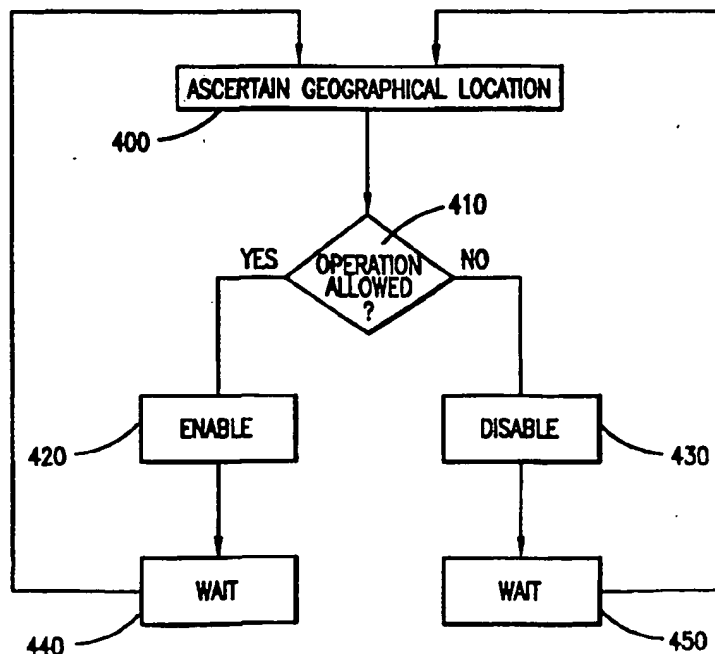 ASCERTAIN GEOGRAPHICAL LOCATION
400
410
YES
OPERATION
ALLOWED
?
NO
ENABLE
420
DISABLE
430
WAIT
440
WAIT
450